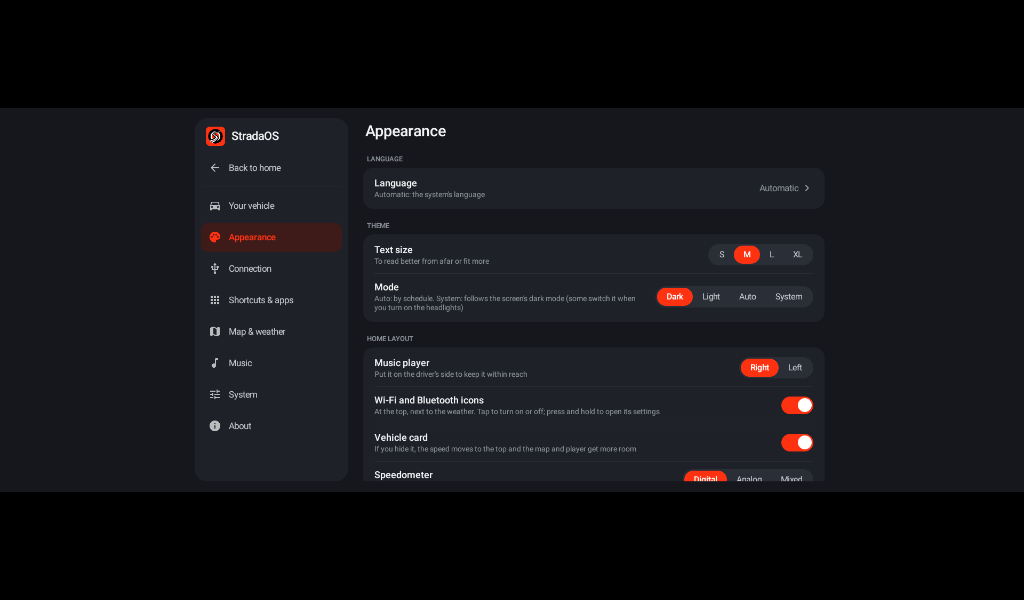 StradaOS
Back to home
Your vehicle
Appearance
Connection
Shortcuts & apps
Map & weather
Music
System
About
Appearance
LANGUAGE
Language
Automatic: the system's language
Automatic
THEME
Text size
To read better from afar or fit more
S M L XL
Mode
Auto: by schedule. System: follows the screen's dark mode (some switch it when
you turn on the headlights)
Dark Light Auto System
HOME LAYOUT
Music player
Put it on the driver's side to keep it within reach
Right Left
Wi-Fi and Bluetooth icons
At the top, next to the weather. Tap to turn on or off; press and hold to open its settings
Vehicle card
If you hide it, the speed moves to the top and the map and player get more room
Speedometer
Digital Analog Mixed